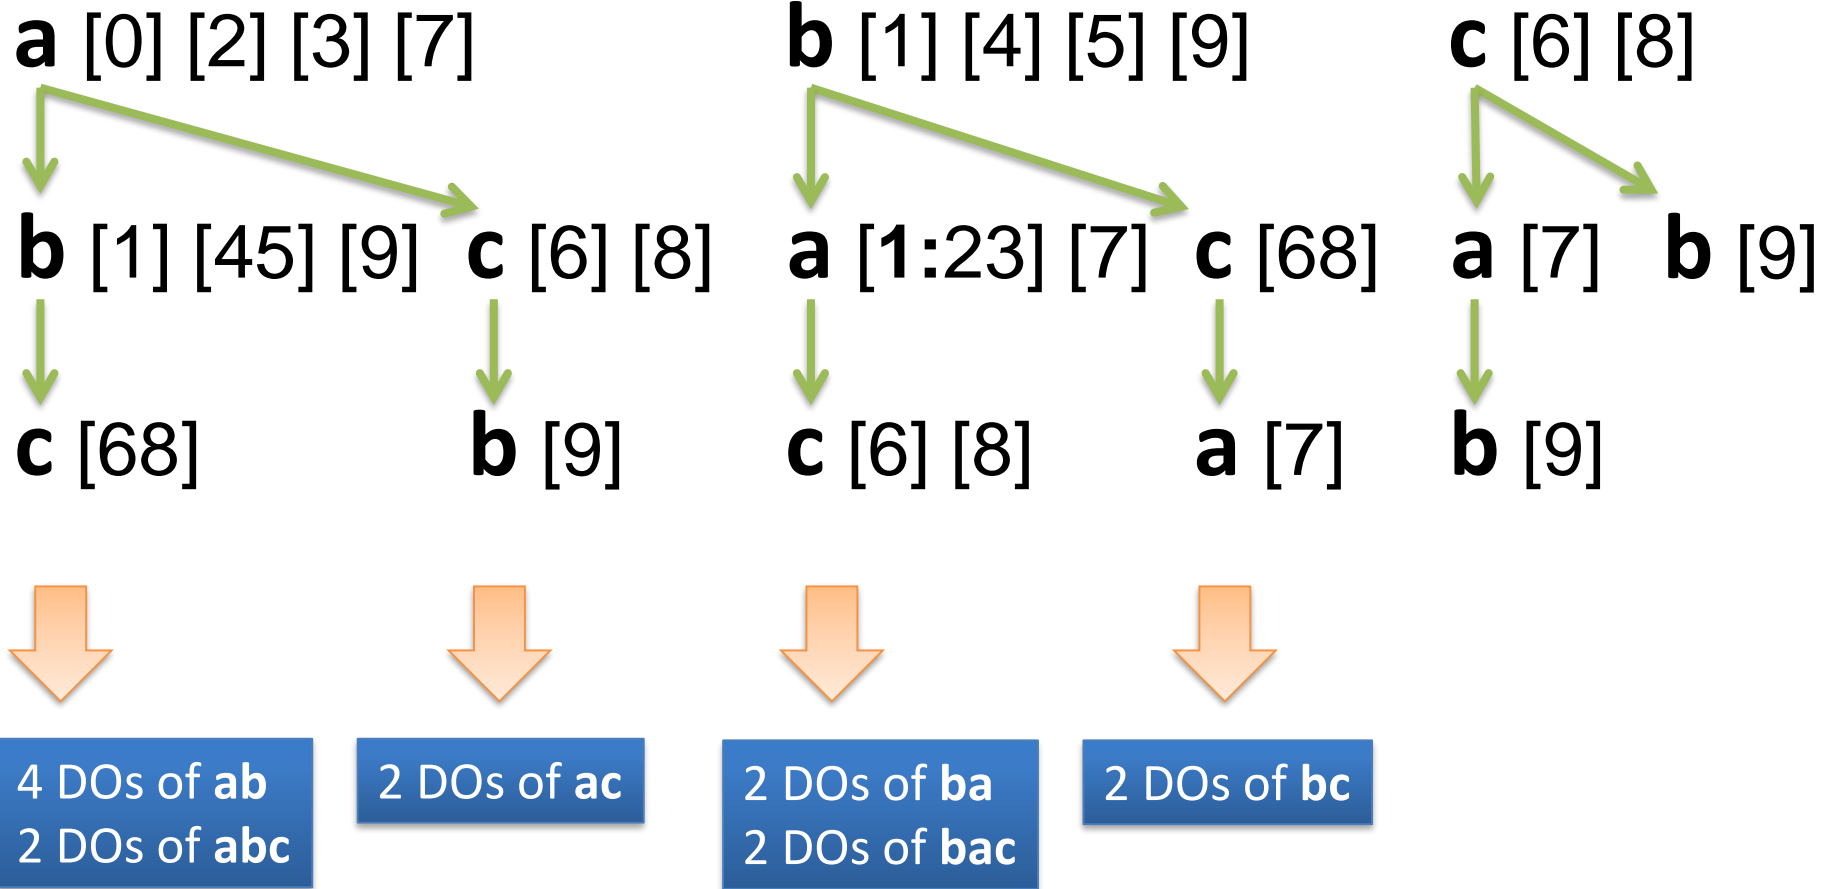 a [0] [2] [3] [7] b [1] [4] [5] [9] c [6] [8]
b [1] [45] [9] c [6] [8] a [1:23] [7] c [68] a [7] b [9]
c [68] b [9] c [6] [8] a [7] b [9]
4 DOs of ab
2 DOs of abc
2 DOs of ac
2 DOs of ba
2 DOs of bac
2 DOs of bc